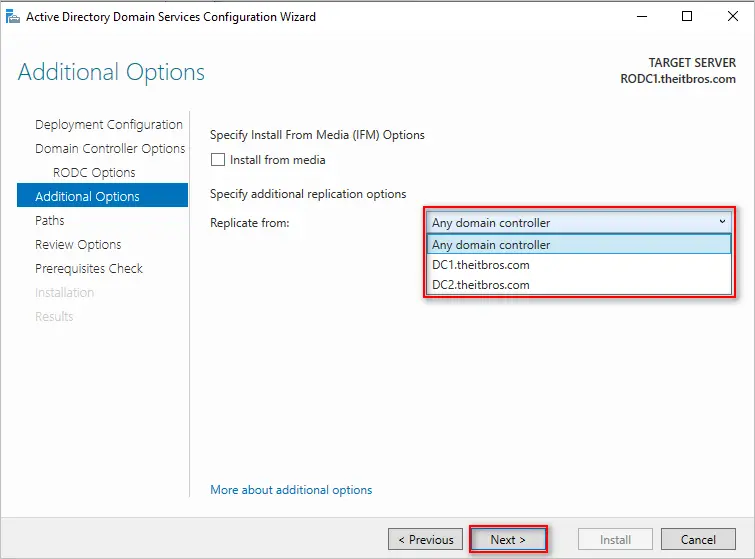 Active Directory Domain Services Configuration Wizard
Additional Options
TARGET SERVER
RODC1.theitbros.com
Deployment Configuration
Domain Controller Options
RODC Options
Additional Options
Paths
Review Options
Prerequisites Check
Installation
Results
Specify Install From Media (IFM) Options
Install from media
Specify additional replication options
Replicate from:
Any domain controller
Any domain controller
DC1.theitbros.com
DC2.theitbros.com
More about additional options
< Previous
Next >
Install
Cancel